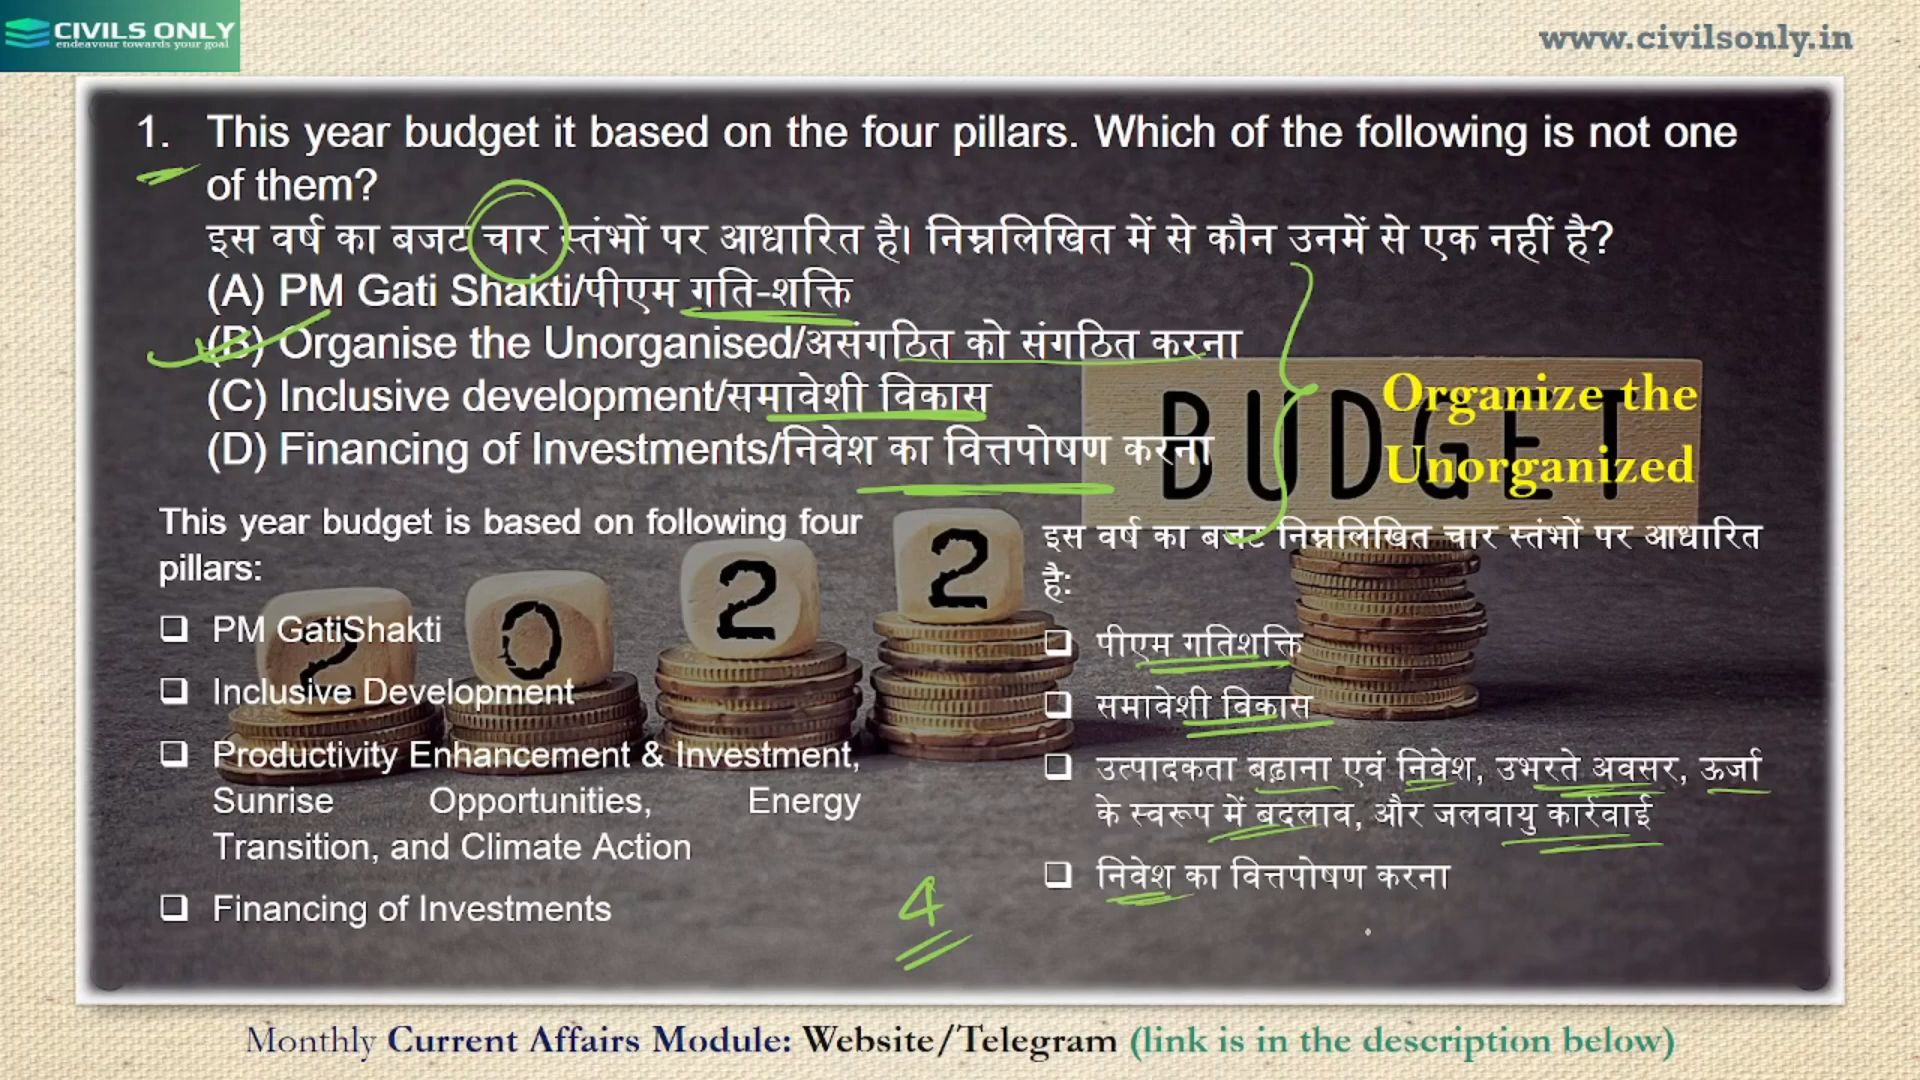 CIVILS ONLY
endeavour towards your goal
www.civilsonly.in
1. This year budget it based on the four pillars. Which of the following is not one
of them?
इस वर्ष का बजट चार स्तंभों पर आधारित है। निम्नलिखित में से कौन उनमें से एक नहीं है?
(A) PM Gati Shakti/पीएम गति-शक्ति
(B) Organise the Unorganised/असंगठित को संगठित करना
(C) Inclusive development/समावेशी विकास
(D) Financing of Investments/निवेश का वित्तपोषण करना
BUDGET
Organize the
Unorganized
This year budget is based on following four
pillars:
❑ PM GatiShakti
❑ Inclusive Development
❑ Productivity Enhancement & Investment,
Sunrise Opportunities, Energy
Transition, and Climate Action
❑ Financing of Investments
2022
4
इस वर्ष का बजट निम्नलिखित चार स्तंभों पर आधारित
है:
❑ पीएम गतिशक्ति
❑ समावेशी विकास
❑ उत्पादकता बढ़ाना एवं निवेश, उभरते अवसर, ऊर्जा
के स्वरूप में बदलाव, और जलवायु कार्रवाई
❑ निवेश का वित्तपोषण करना
Monthly Current Affairs Module: Website/Telegram (link is in the description below)